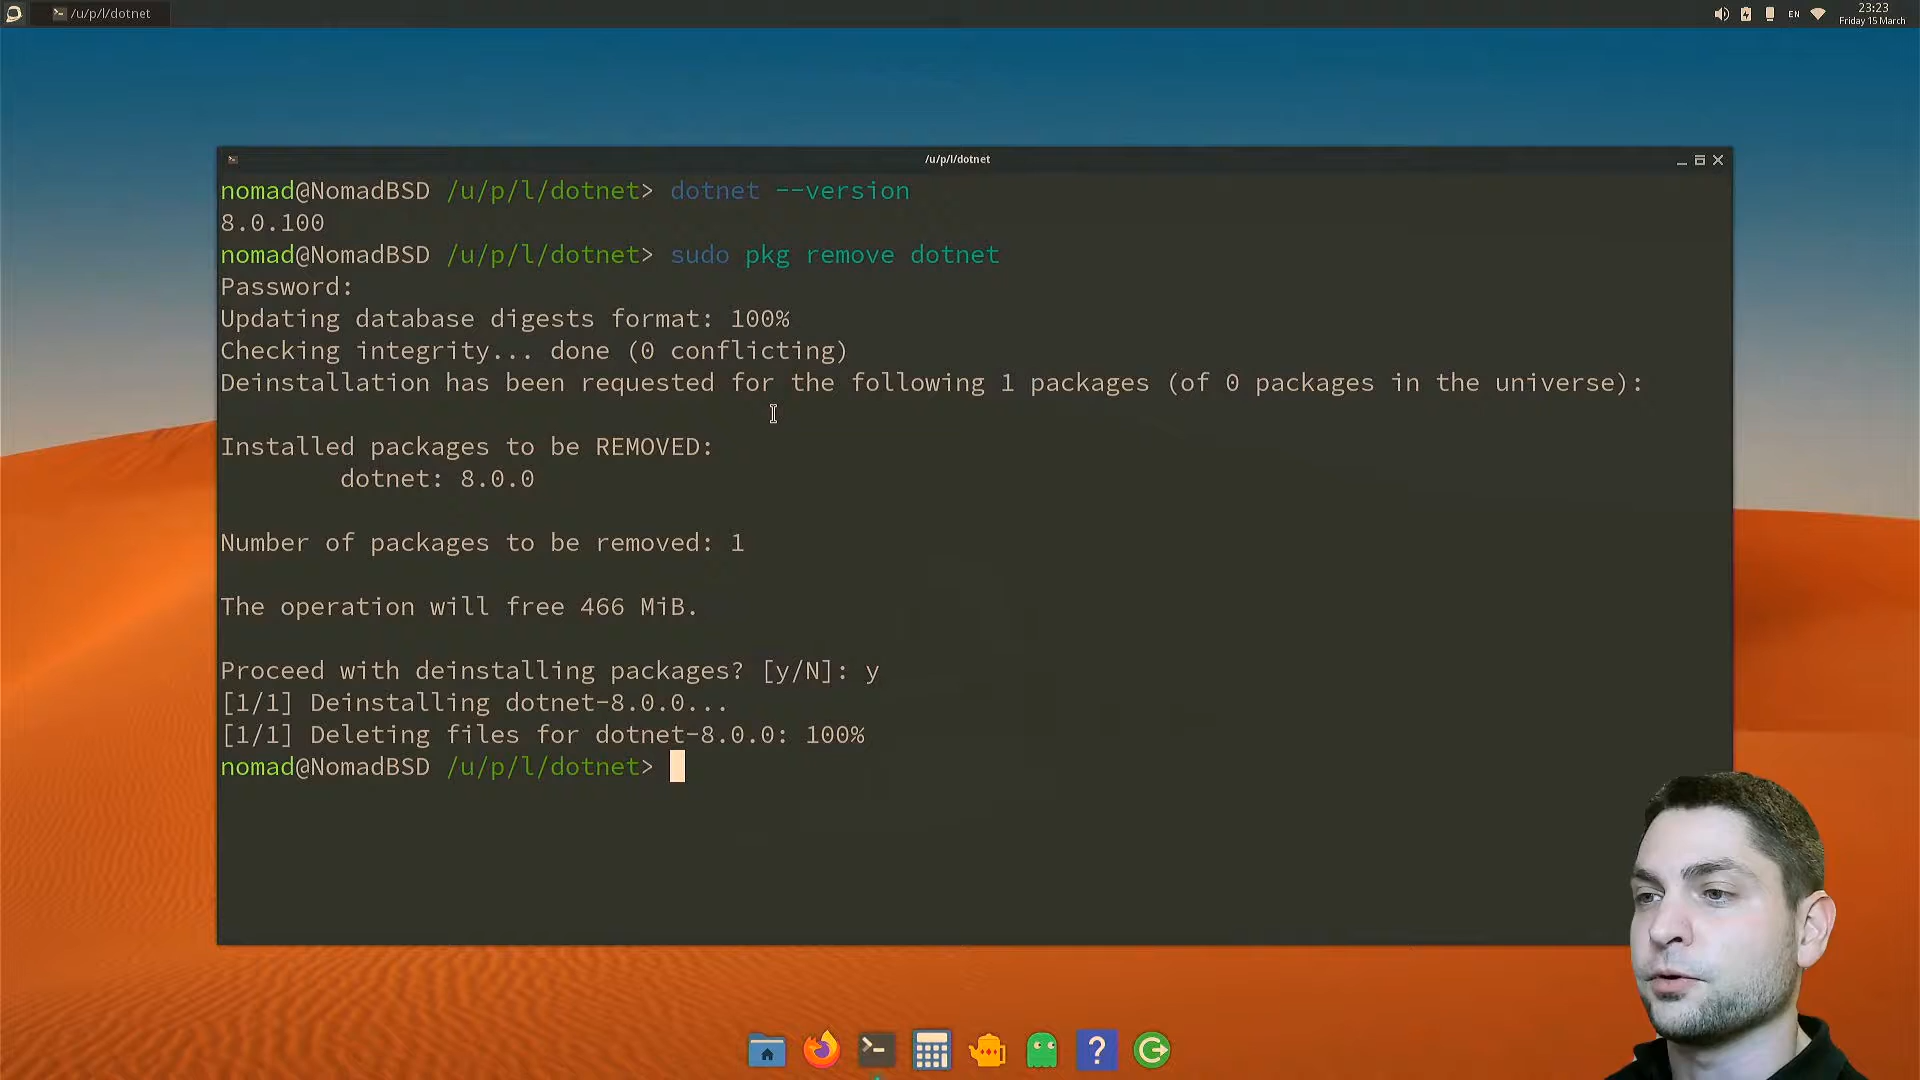 /u/p/l/dotnet
EN
23:23
Friday 15 March
/u/p/l/dotnet
nomad@NomadBSD /u/p/l/dotnet> dotnet --version
8.0.100
nomad@NomadBSD /u/p/l/dotnet> sudo pkg remove dotnet
Password:
Updating database digests format: 100%
Checking integrity... done (0 conflicting)
Deinstallation has been requested for the following 1 packages (of 0 packages in the universe):
Installed packages to be REMOVED:
dotnet: 8.0.0
Number of packages to be removed: 1
The operation will free 466 MiB.
Proceed with deinstalling packages? [y/N]: y
[1/1] Deinstalling dotnet-8.0.0...
[1/1] Deleting files for dotnet-8.0.0: 100%
nomad@NomadBSD /u/p/l/dotnet>
?